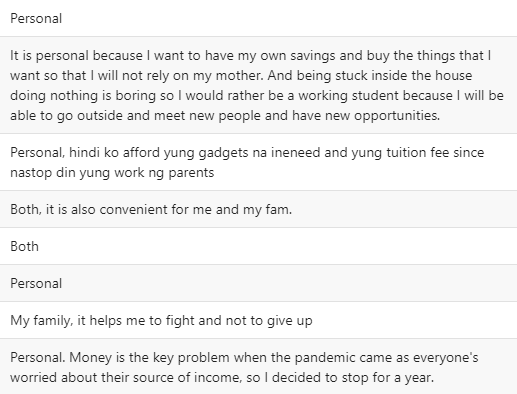 Personal
It is personal because I want to have my own savings and buy the things that I
want so that I will not rely on my mother. And being stuck inside the house
doing nothing is boring so I would rather be a working student because I will be
able to go outside and meet new people and have new opportunities.
Personal, hindi ko afford yung gadgets na ineneed and yung tuition fee since
nastop din yung work ng parents
Both, it is also convenient for me and my fam.
Both
Personal
My family, it helps me to fight and not to give up
Personal. Money is the key problem when the pandemic came as everyone's
worried about their source of income, so I decided to stop for a year.